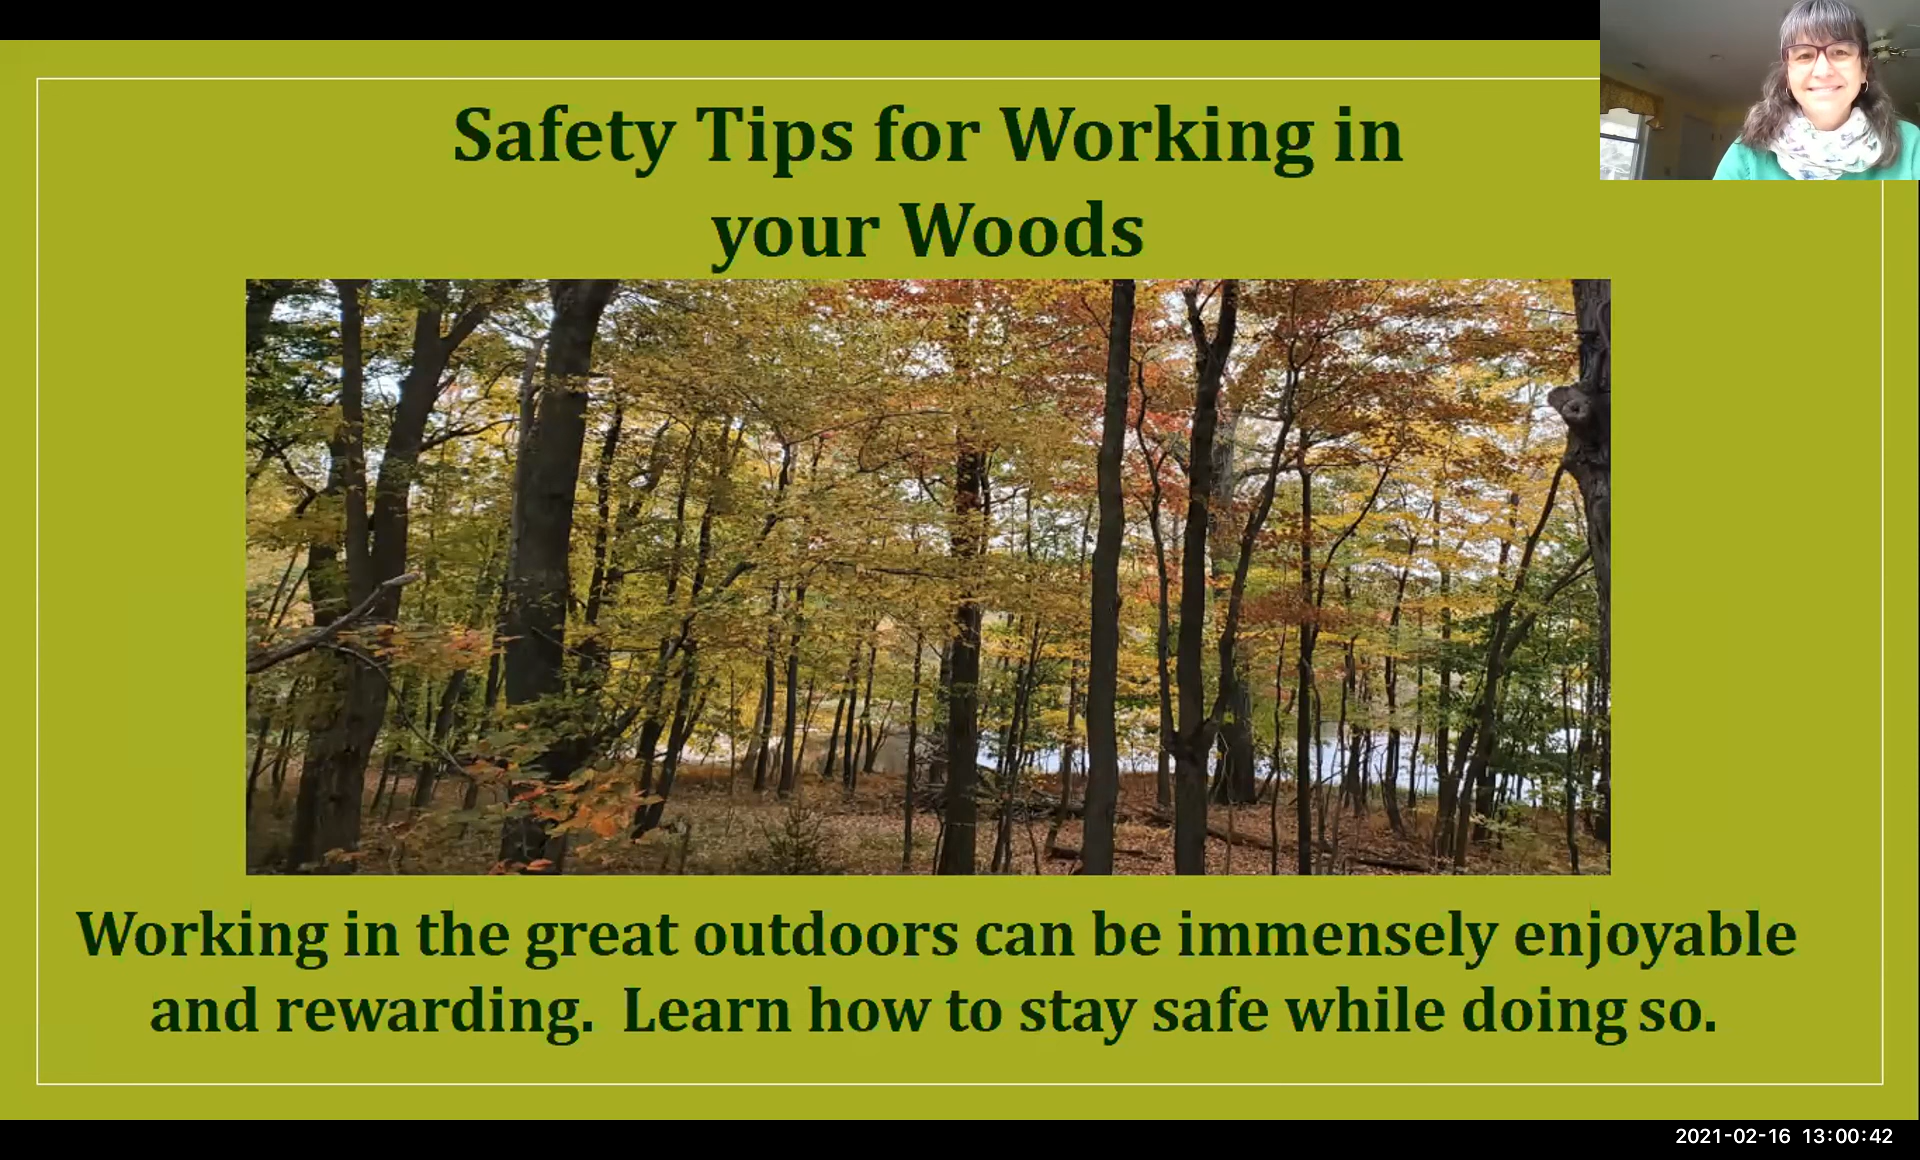 Safety Tips for Working in
your Woods
Working in the great outdoors can be immensely enjoyable
and rewarding.  Learn how to stay safe while doing so.
2021-02-16  13:00:42